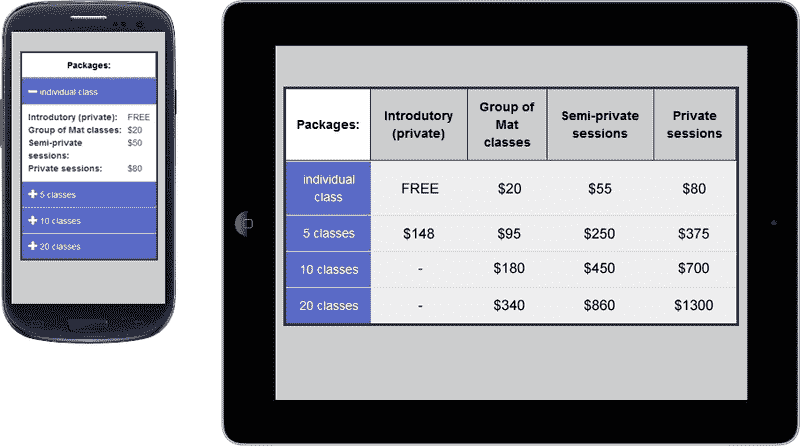 Packages:
individual class
Introdutory (private): FREE
Group of Mat classes: $20
Semi-private $50
sessions:
Private sessions: $80
5 classes
10 classes
20 classes
Packages:
Introdutory
(private)
Group of
Mat
classes
Semi-private
sessions
Private
sessions
individual
class
FREE $20 $55 $80
5 classes $148 $95 $250 $375
10 classes - $180 $450 $700
20 classes - $340 $860 $1300